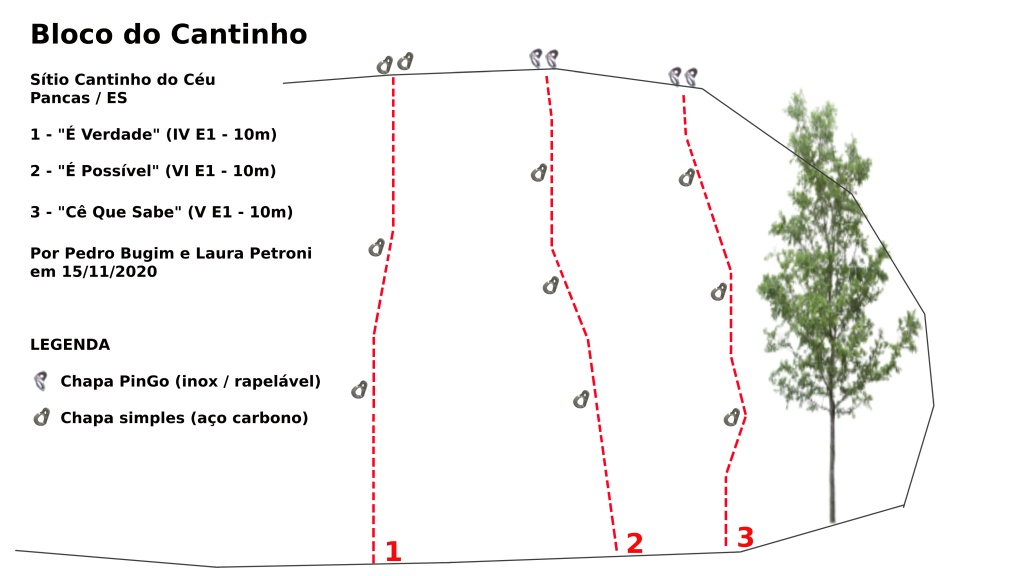 Bloco do Cantinho
Sítio Cantinho do Céu
Pancas / ES
1 - "É Verdade" (IV E1 - 10m)
2 - "É Possível" (VI E1 - 10m)
3 - "Cê Que Sabe" (V E1 - 10m)
Por Pedro Bugim e Laura Petroni
em 15/11/2020
LEGENDA
Chapa PinGo (inox / rapelável)
Chapa simples (aço carbono)
1
2
3